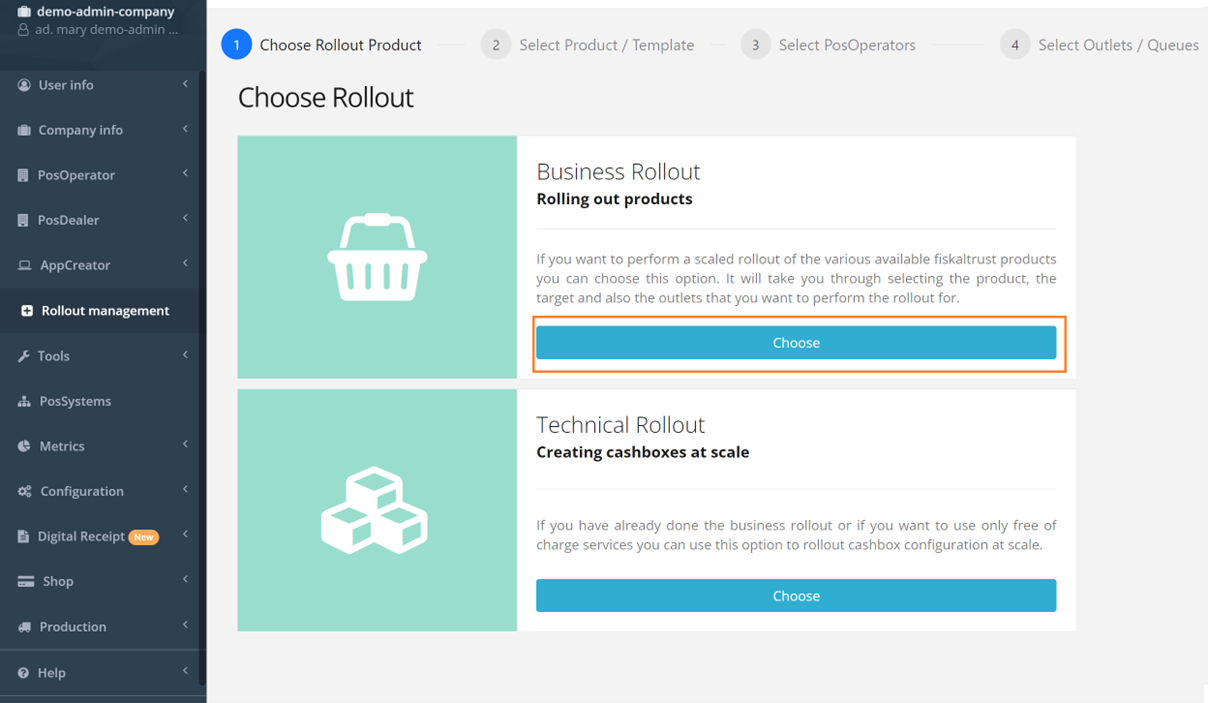 demo-admin-company
ad. mary demo-admin ...
User info
Company info
PosOperator
PosDealer
AppCreator
Rollout management
Tools
PosSystems
Metrics
Configuration
Digital Receipt New
Shop
Production
Help
1 Choose Rollout Product
2 Select Product / Template
3 Select PosOperators
4 Select Outlets / Queues
Choose Rollout
Business Rollout
Rolling out products
If you want to perform a scaled rollout of the various available fiskaltrust products
you can choose this option. It will take you through selecting the product, the
target and also the outlets that you want to perform the rollout for.
Choose
Technical Rollout
Creating cashboxes at scale
If you have already done the business rollout or if you want to use only free of
charge services you can use this option to rollout cashbox configuration at scale.
Choose